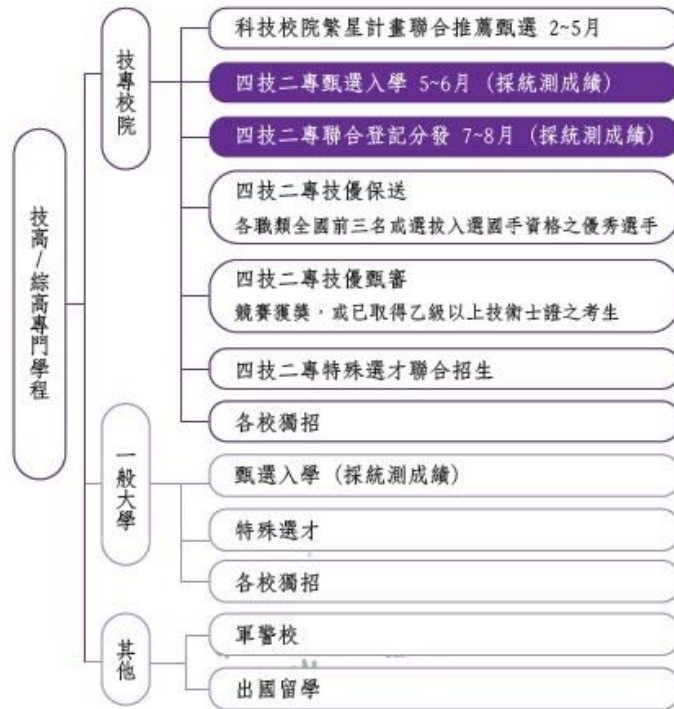 技高/綜高專門學程
技專校院
科技校院繁星計畫聯合推薦甄選 2~5月
四技二專甄選入學 5~6月 (採統測成績)
四技二專聯合登記分發 7~8月 (採統測成績)
四技二專技優保送
各職類全國前三名或選拔入選國手資格之優秀選手
四技二專技優甄審
競賽獲獎，或已取得乙級以上技術士證之考生
四技二專特殊選才聯合招生
各校獨招
一般大學
甄選入學 (採統測成績)
特殊選才
各校獨招
其他
軍警校
出國留學